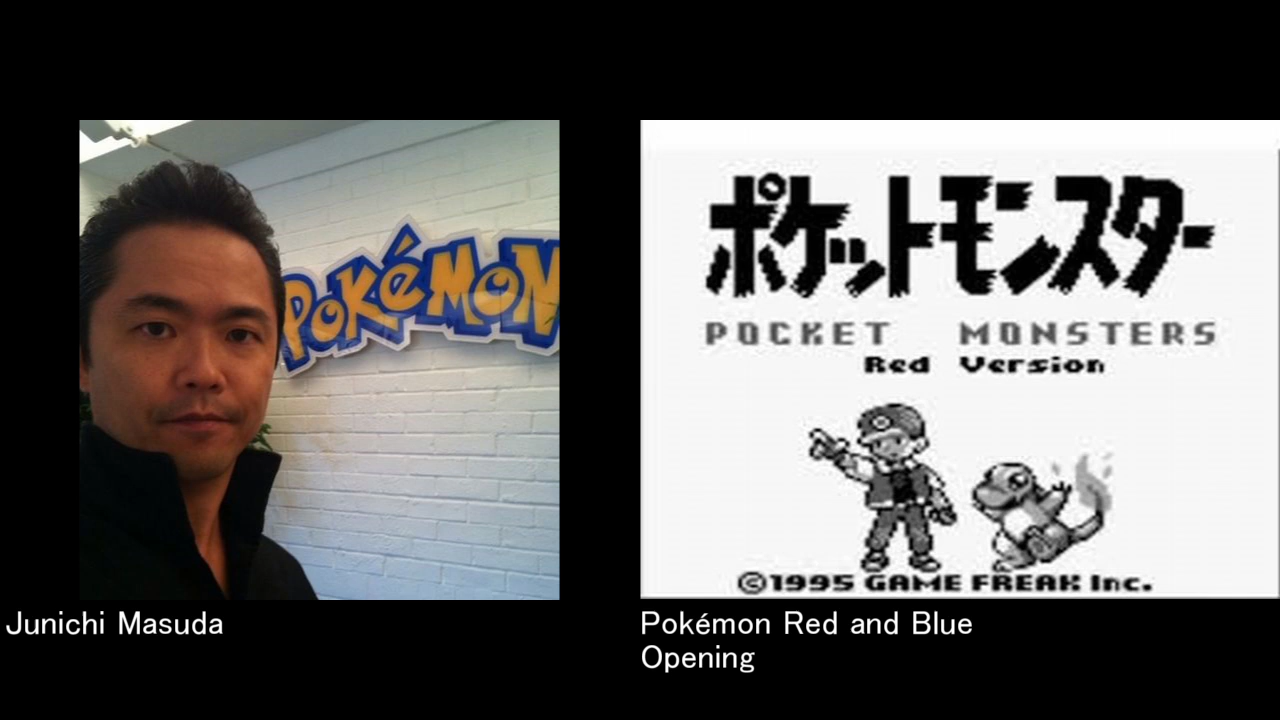 POKéMON
Junichi Masuda
ポケットモンスター
POCKET MONSTERS
Red Version
©1995 GAME FREAK Inc.
Pokémon Red and Blue
Opening